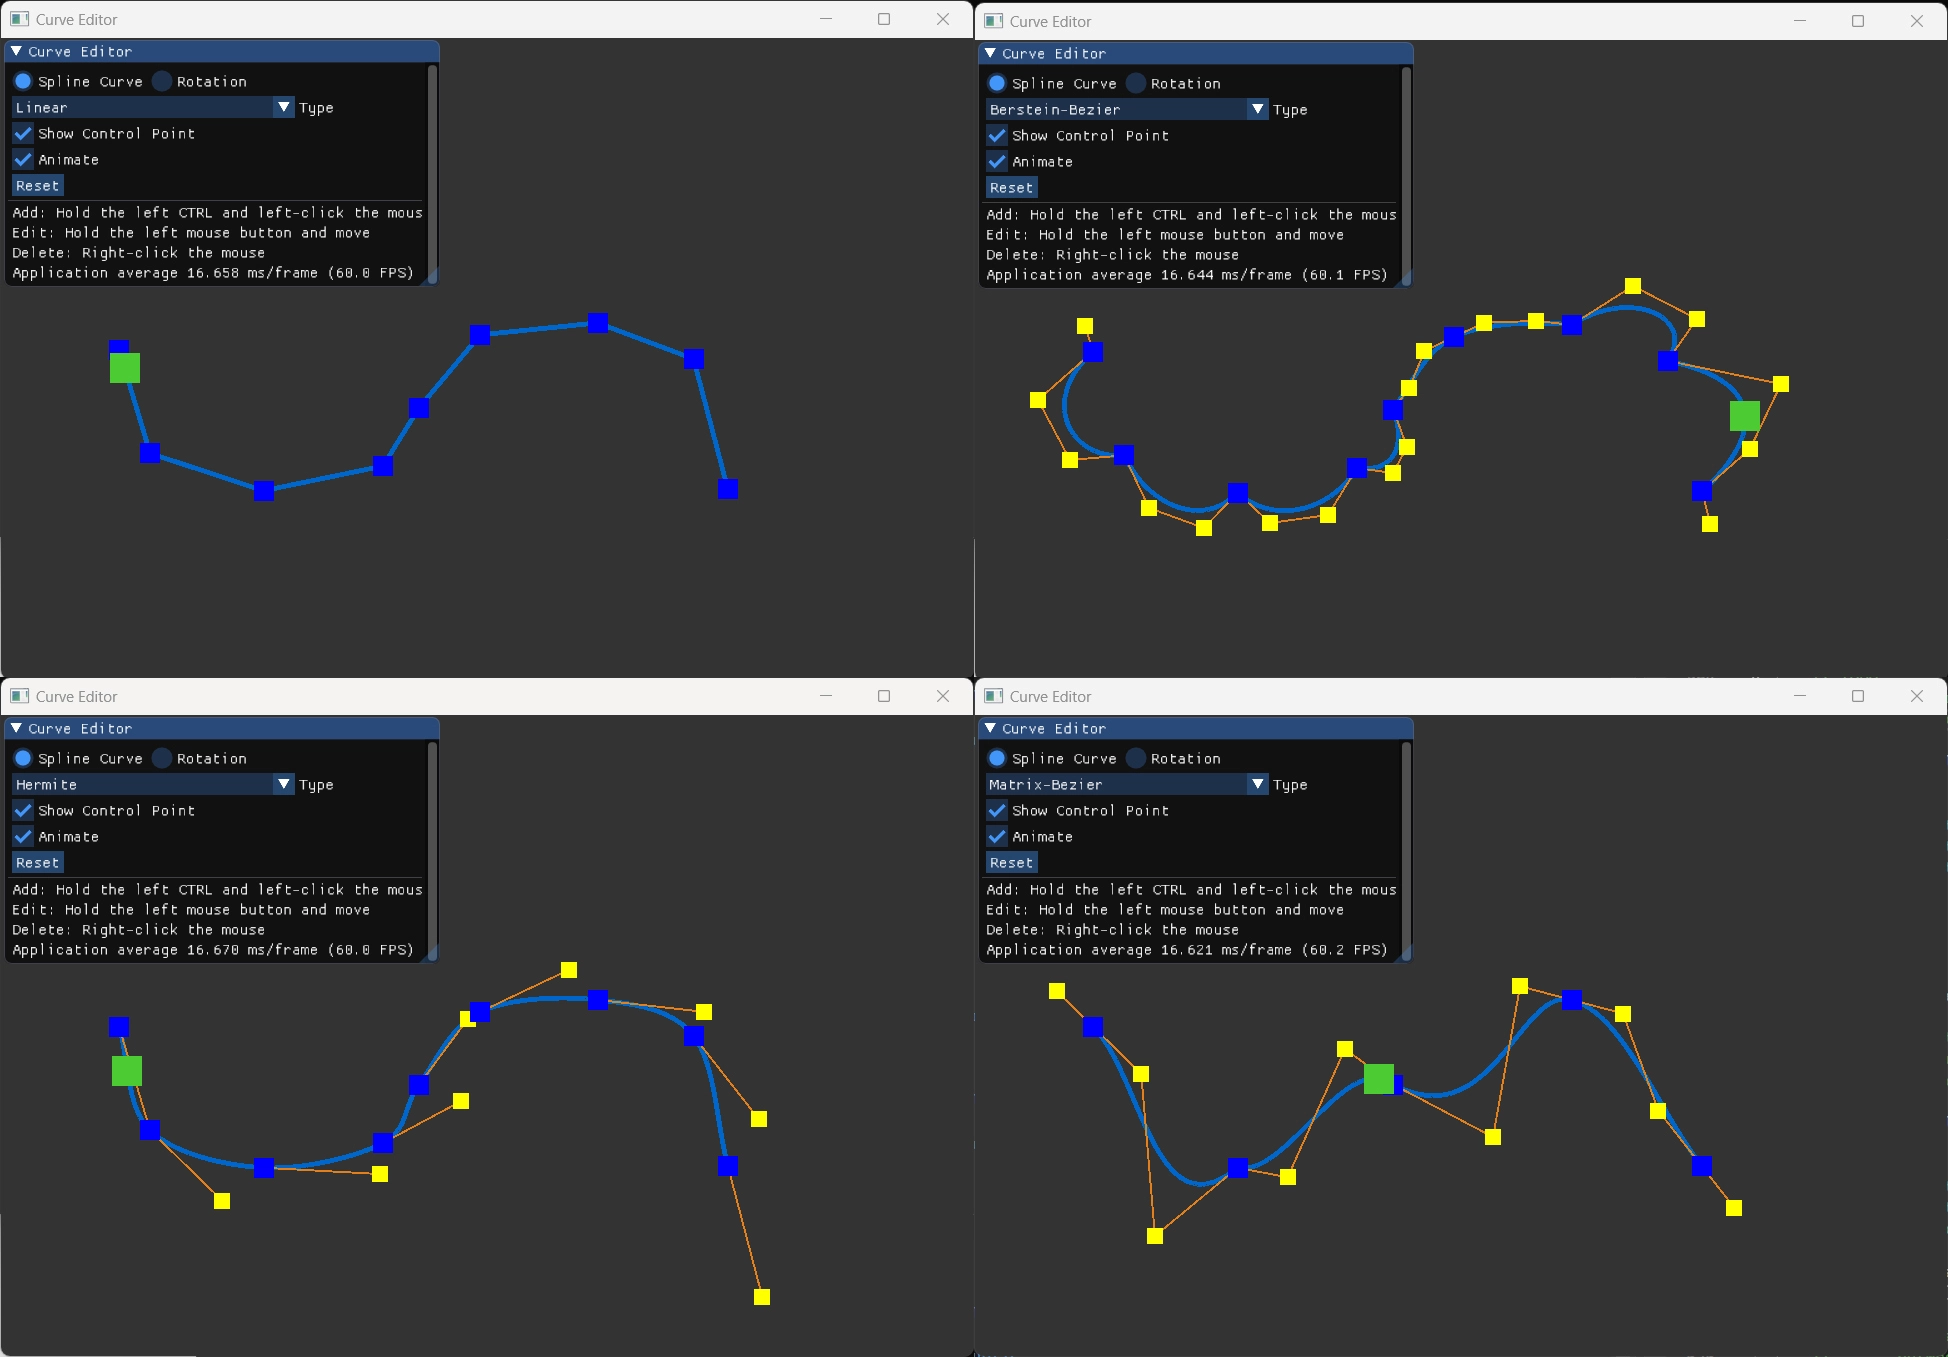 Curve Editor
Curve Editor
Spline Curve Rotation
Linear Type
Show Control Point
Animate
Reset
Add: Hold the left CTRL and left-click the mous
Edit: Hold the left mouse button and move
Delete: Right-click the mouse
Application average 16.658 ms/frame (60.0 FPS)
Curve Editor
Curve Editor
Spline Curve Rotation
Berstein-Bezier Type
Show Control Point
Animate
Reset
Add: Hold the left CTRL and left-click the mous
Edit: Hold the left mouse button and move
Delete: Right-click the mouse
Application average 16.644 ms/frame (60.1 FPS)
Curve Editor
Curve Editor
Spline Curve Rotation
Hermite Type
Show Control Point
Animate
Reset
Add: Hold the left CTRL and left-click the mous
Edit: Hold the left mouse button and move
Delete: Right-click the mouse
Application average 16.670 ms/frame (60.0 FPS)
Curve Editor
Curve Editor
Spline Curve Rotation
Matrix-Bezier Type
Show Control Point
Animate
Reset
Add: Hold the left CTRL and left-click the mous
Edit: Hold the left mouse button and move
Delete: Right-click the mouse
Application average 16.621 ms/frame (60.2 FPS)